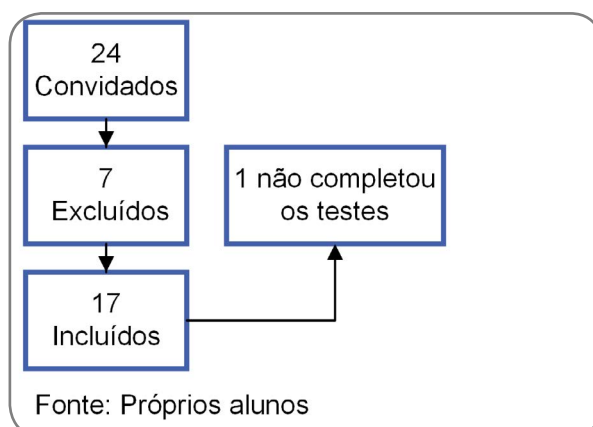 24
Convidados
7
Excluídos
1 não completou
os testes
17
Incluídos
Fonte: Próprios alunos